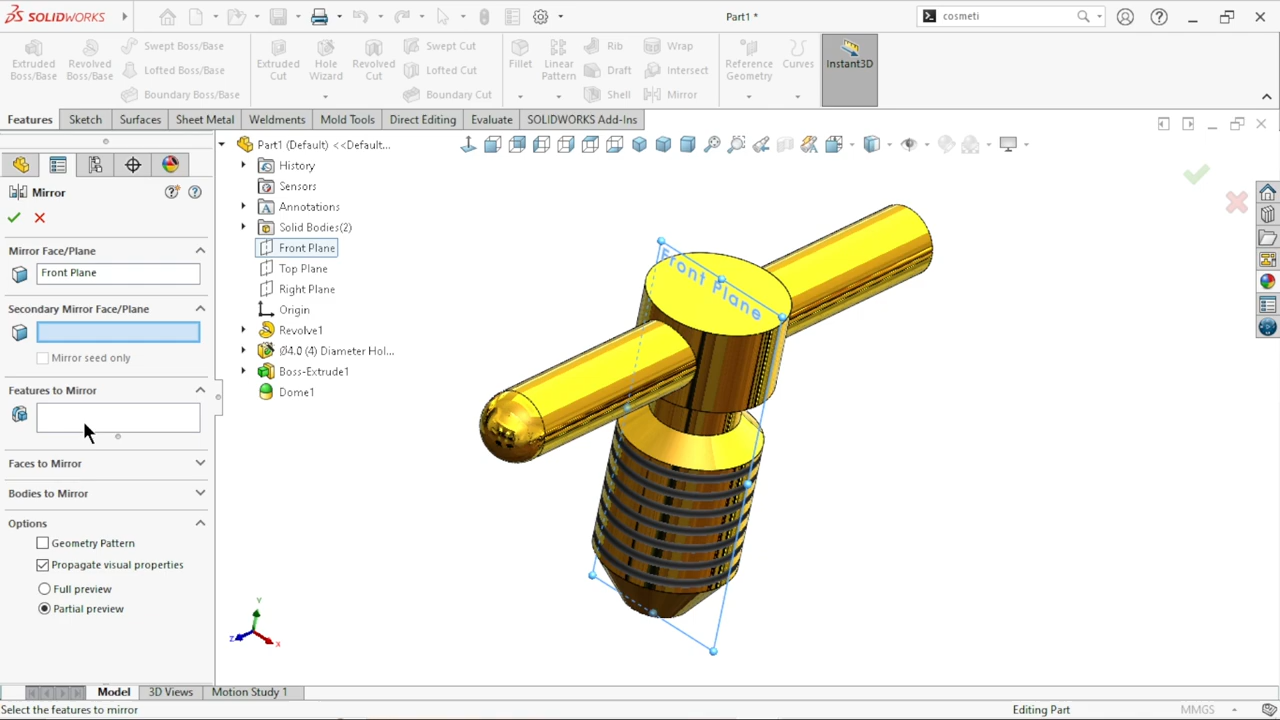 SOLIDWORKS
Part1 *
cosmeti
Extruded Boss/Base
Revolved Boss/Base
Swept Boss/Base
Lofted Boss/Base
Boundary Boss/Base
Extruded Cut
Hole Wizard
Revolved Cut
Swept Cut
Lofted Cut
Boundary Cut
Fillet
Linear Pattern
Rib
Draft
Shell
Wrap
Intersect
Mirror
Reference Geometry
Curves
Instant3D
Features
Sketch
Surfaces
Sheet Metal
Weldments
Mold Tools
Direct Editing
Evaluate
SOLIDWORKS Add-Ins
Mirror
Mirror Face/Plane
Front Plane
Secondary Mirror Face/Plane
Mirror seed only
Features to Mirror
Faces to Mirror
Bodies to Mirror
Options
Geometry Pattern
Propagate visual properties
Full preview
Partial preview
Part1 (Default) <<Default...
History
Sensors
Annotations
Solid Bodies(2)
Front Plane
Top Plane
Right Plane
Origin
Revolve1
Ø4.0 (4) Diameter Hol...
Boss-Extrude1
Dome1
Front Plane
Y
Z
X
Model
3D Views
Motion Study 1
Select the features to mirror
Editing Part
MMGS